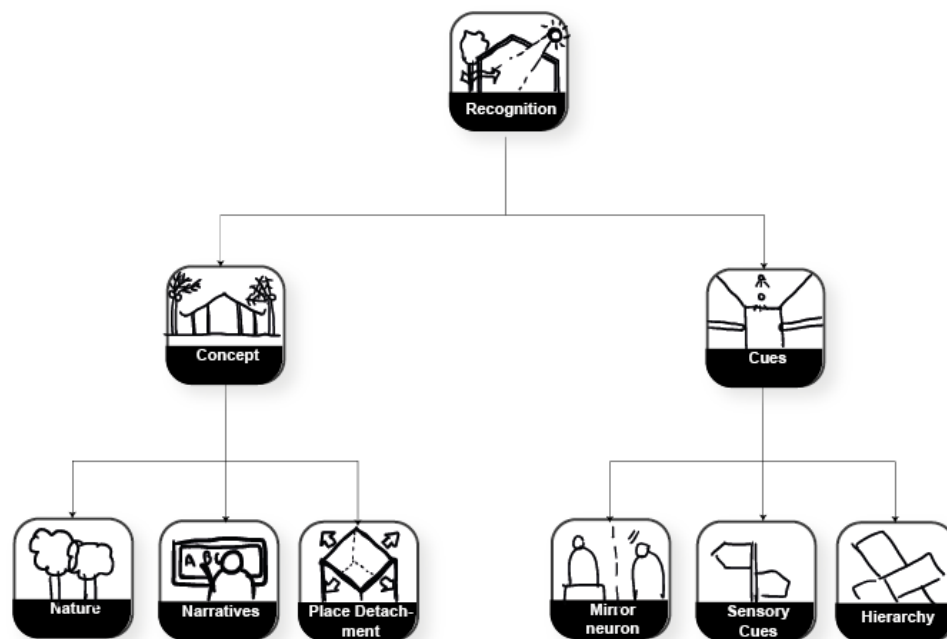 Recognition
Concept
Cues
A B C
Nature
Narratives
Place Detach-
ment
Mirror
neuron
Sensory
Cues
Hierarchy